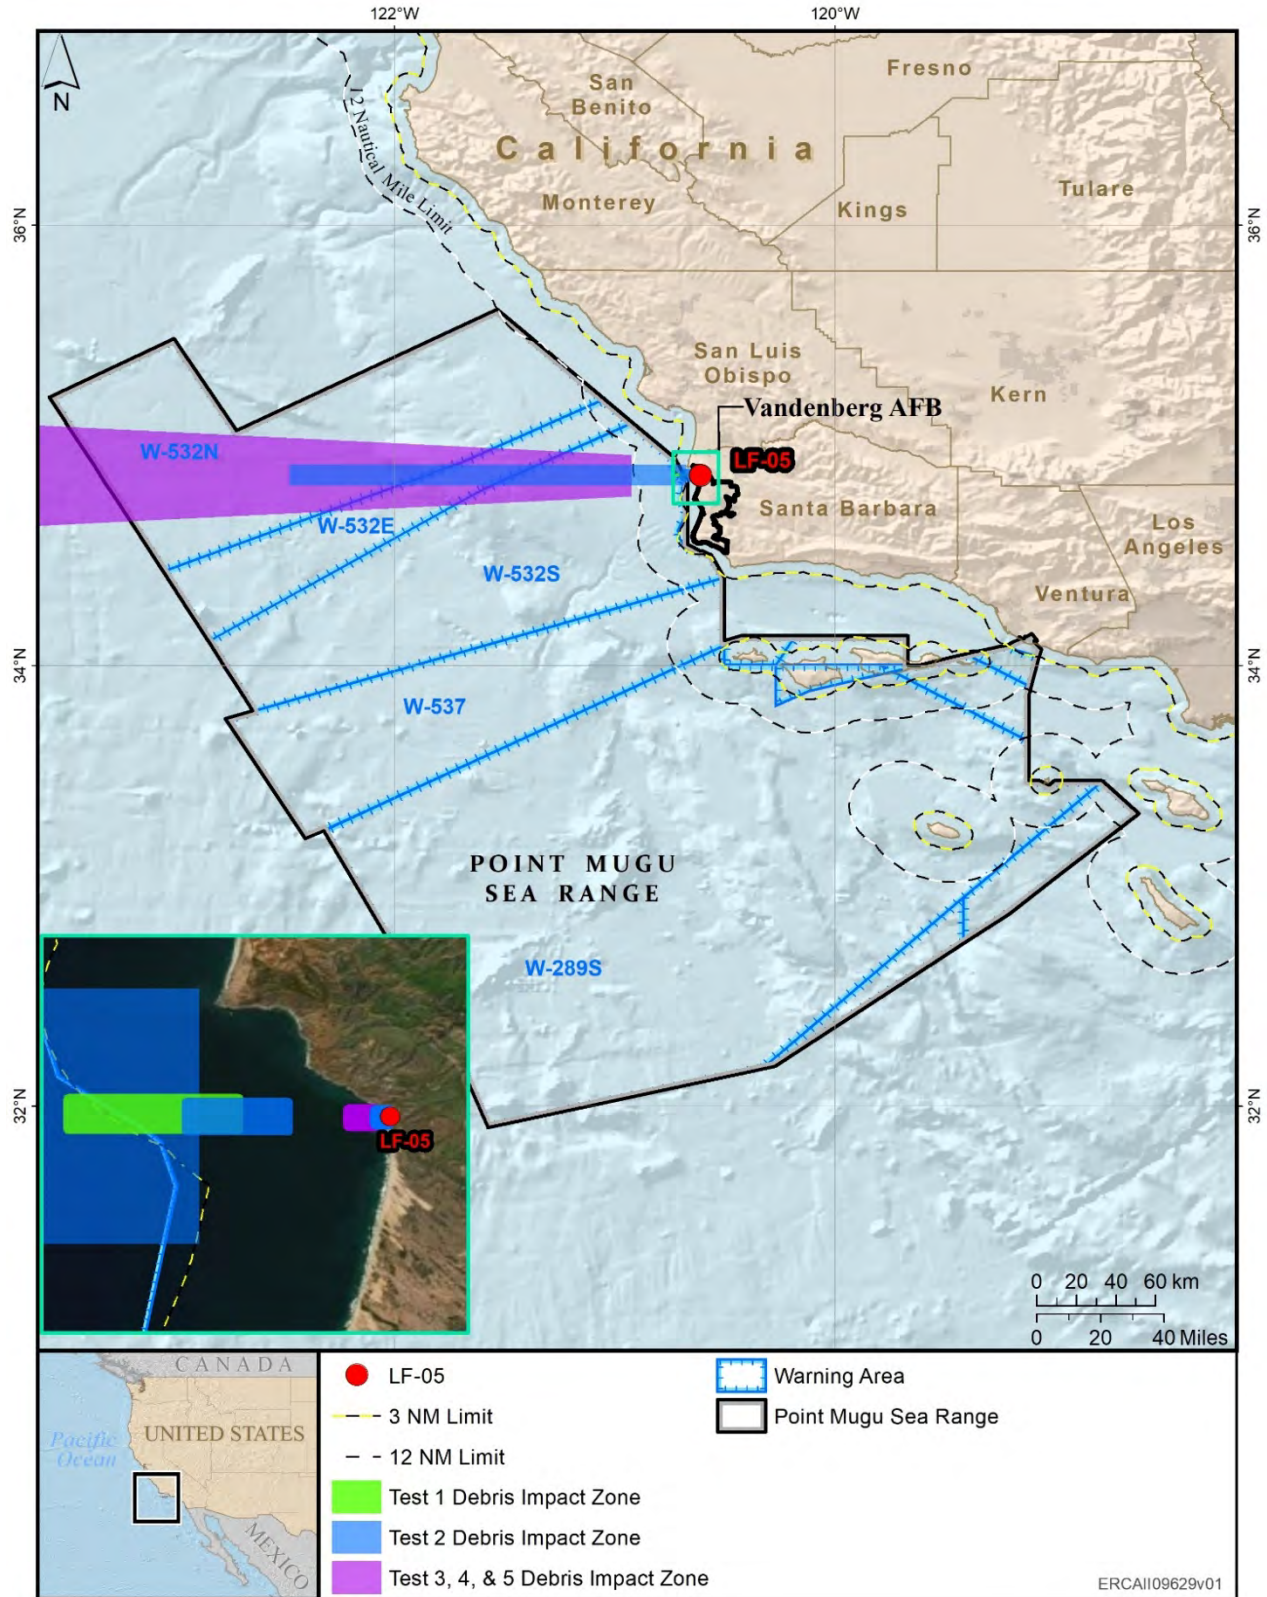 122°W
120°W
N
Fresno
San
Benito
California
12 Nautical Mile Limit
Tulare
Monterey
Kings
36°N
36°N
San Luis
Obispo
Kern
Vandenberg AFB
W-532N
LF-05
Santa Barbara
W-532E
Los
Angeles
W-532S
Ventura
34°N
34°N
W-537
POINT MUGU
SEA RANGE
W-289S
32°N
32°N
LF-05
0 20 40 60 km
0 20 40 Miles
CANADA
UNITED STATES
Pacific
Ocean
MEXICO
LF-05
3 NM Limit
12 NM Limit
Test 1 Debris Impact Zone
Test 2 Debris Impact Zone
Test 3, 4, & 5 Debris Impact Zone
Warning Area
Point Mugu Sea Range
ERCAII09629v01